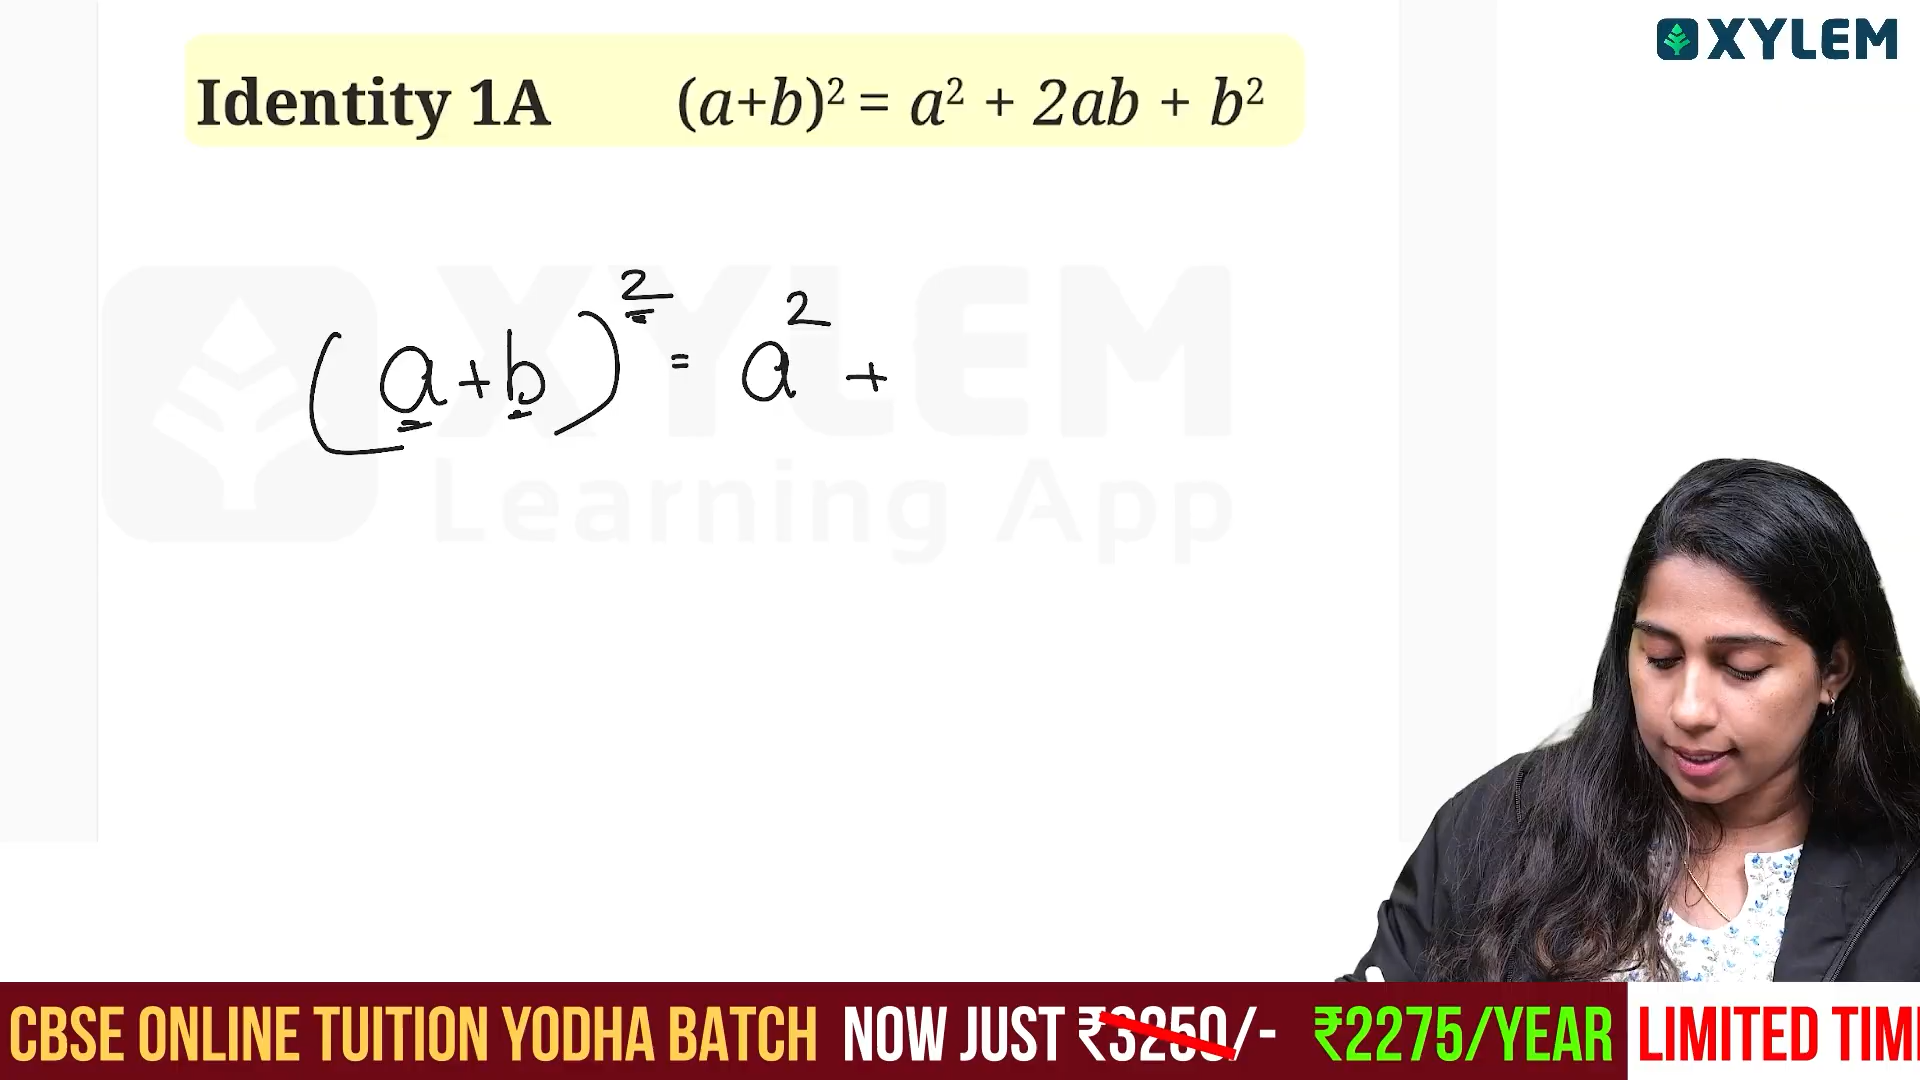 XYLEM
Identity 1A (a+b)² = a² + 2ab + b²
(a+b)² = a² +
XYLEM
Learning App
CBSE ONLINE TUITION YODHA BATCH NOW JUST ₹3250/- ₹2275/YEAR LIMITED TIM